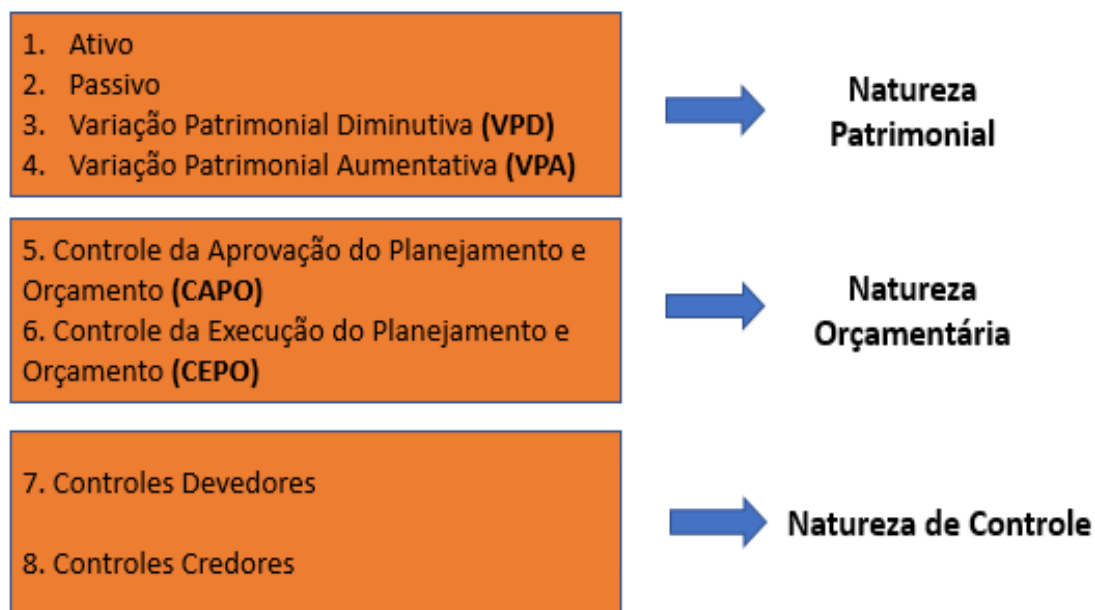 1. Ativo
2. Passivo
3. Variação Patrimonial Diminutiva (VPD)
4. Variação Patrimonial Aumentativa (VPA)
Natureza
Patrimonial
5. Controle da Aprovação do Planejamento e
Orçamento (CAPO)
6. Controle da Execução do Planejamento e
Orçamento (CEPO)
Natureza
Orçamentária
7. Controles Devedores
8. Controles Credores
Natureza de Controle